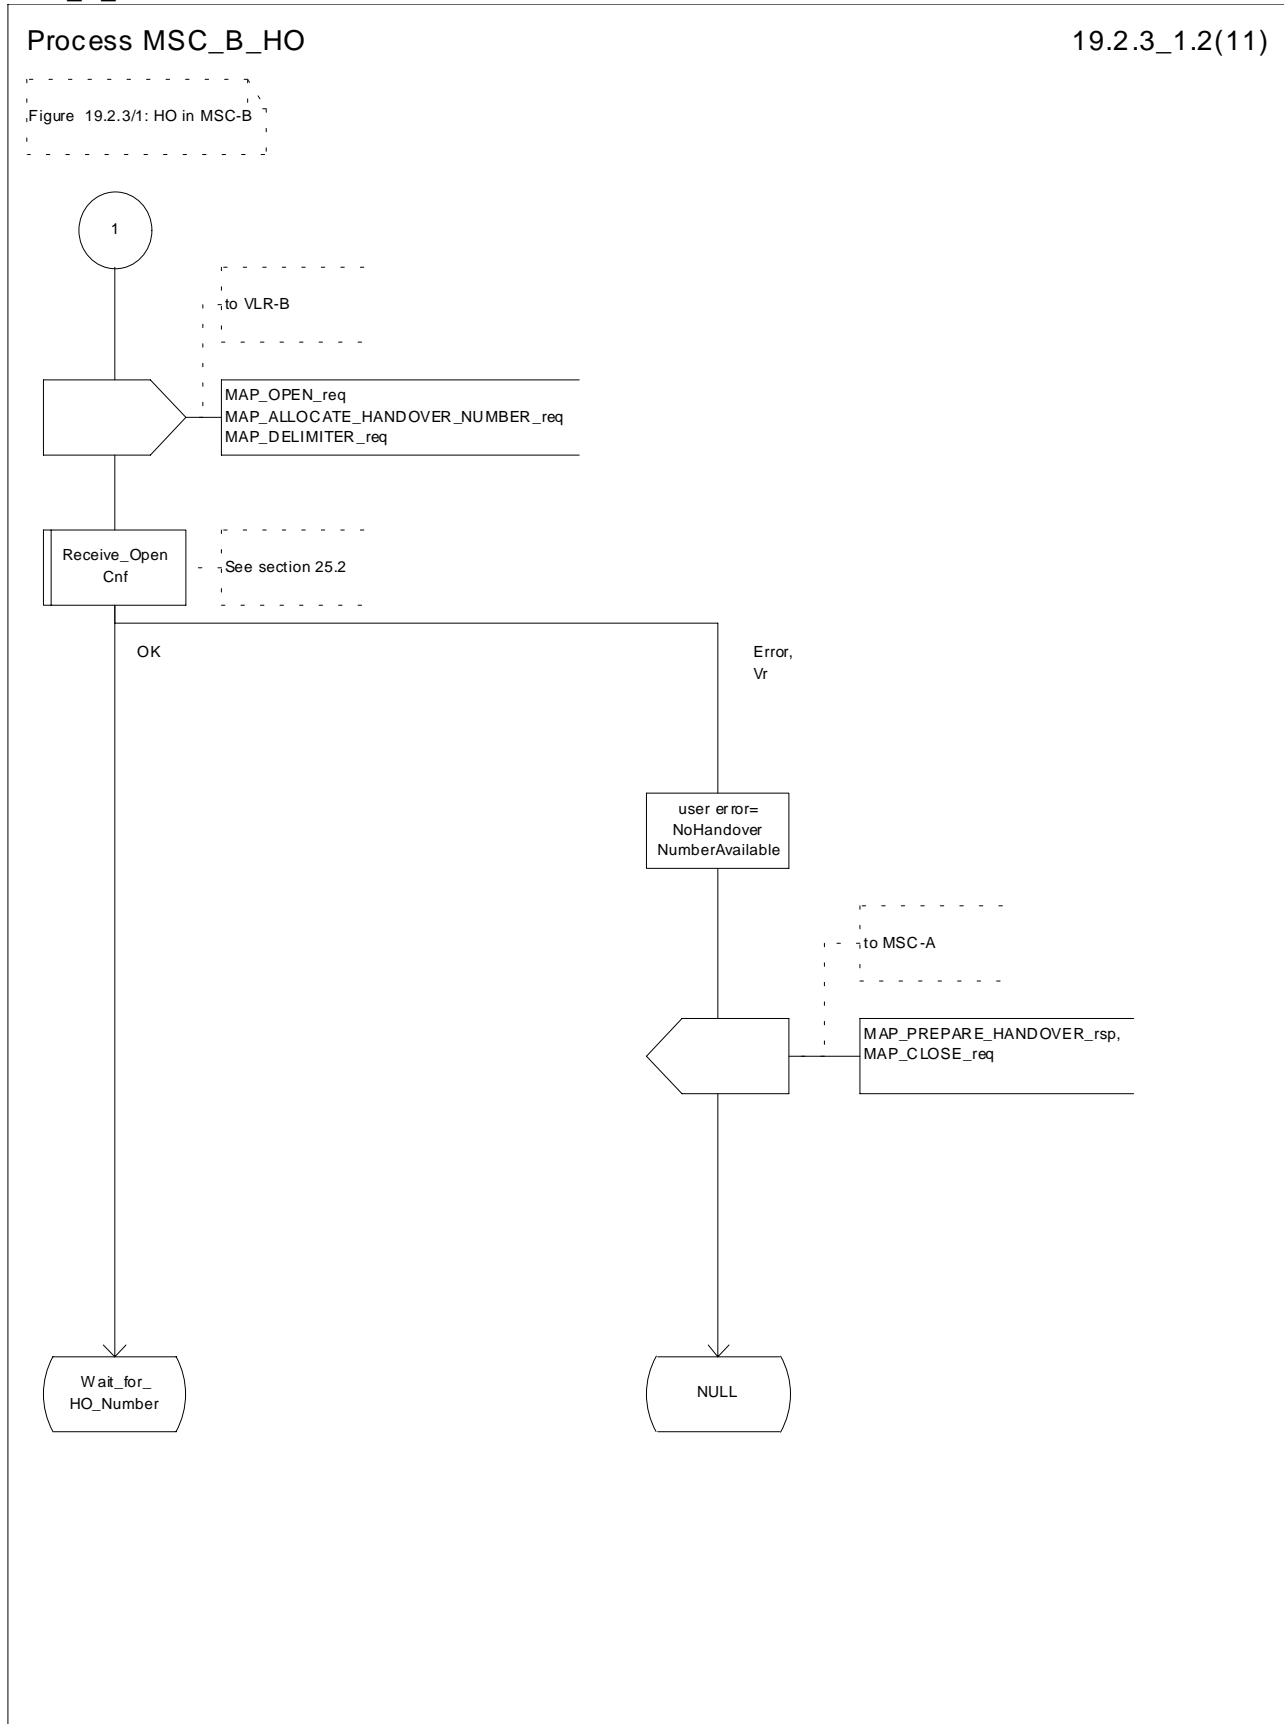 Process MSC_B_HO
19.2.3_1.2(11)
Figure 19.2.3/1: HO in MSC-B
1
to VLR-B
MAP_OPEN_req
MAP_ALLOCATE_HANDOVER_NUMBER_req
MAP_DELIMITER_req
Receive_Open
Cnf
See section 25.2
OK
Error,
Vr
user error=
NoHandover
NumberAvailable
to MSC-A
MAP_PREPARE_HANDOVER_rsp,
MAP_CLOSE_req
Wait_for_
HO_Number
NULL